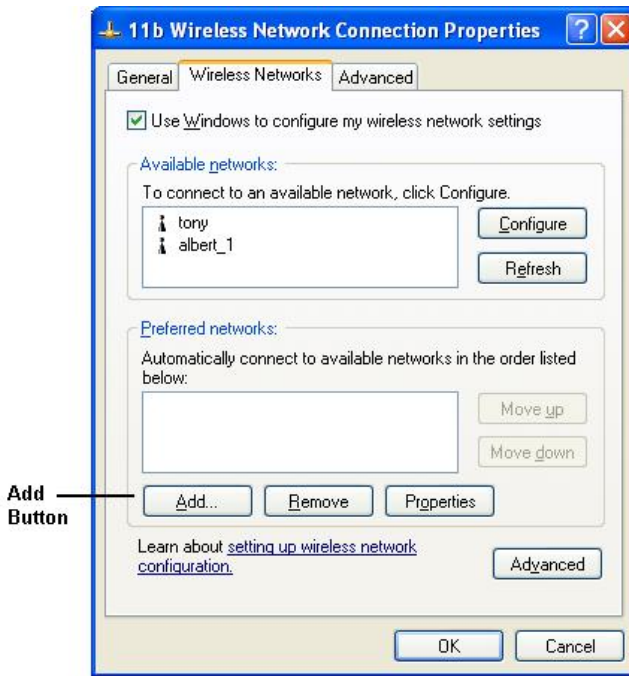 11b Wireless Network Connection Properties
General Wireless Networks Advanced
Use Windows to configure my wireless network settings
Available networks:
To connect to an available network, click Configure.
tony
albert_1
Configure
Refresh
Preferred networks:
Automatically connect to available networks in the order listed
below:
Move up
Move down
Add
Button
Add... Remove Properties
Learn about setting up wireless network
configuration.
Advanced
OK Cancel